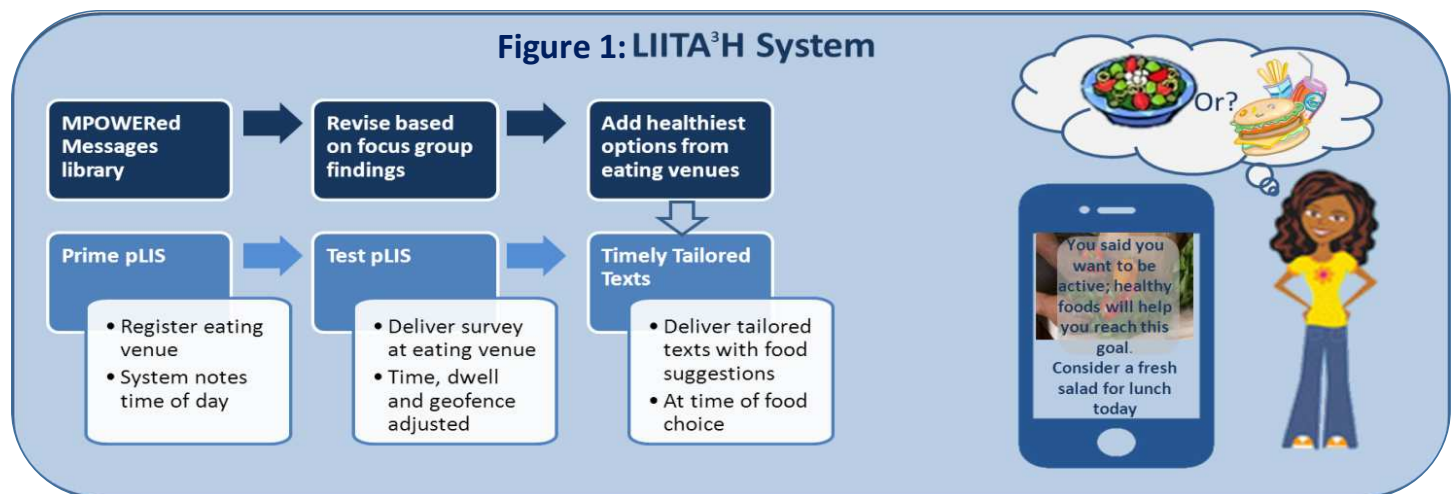 Figure 1: LIITA³H System
MPOWERed
Messages
library
Revise based
on focus group
findings
Add healthiest
options from
eating venues
Prime pLIS
• Register eating
venue
• System notes
time of day
Test pLIS
• Deliver survey
at eating venue
• Time, dwell
and geofence
adjusted
Timely Tailored
Texts
• Deliver tailored
texts with food
suggestions
• At time of food
choice
Or?
You said you
want to be
active; healthy
foods will help
you reach this
goal.
Consider a fresh
salad for lunch
today